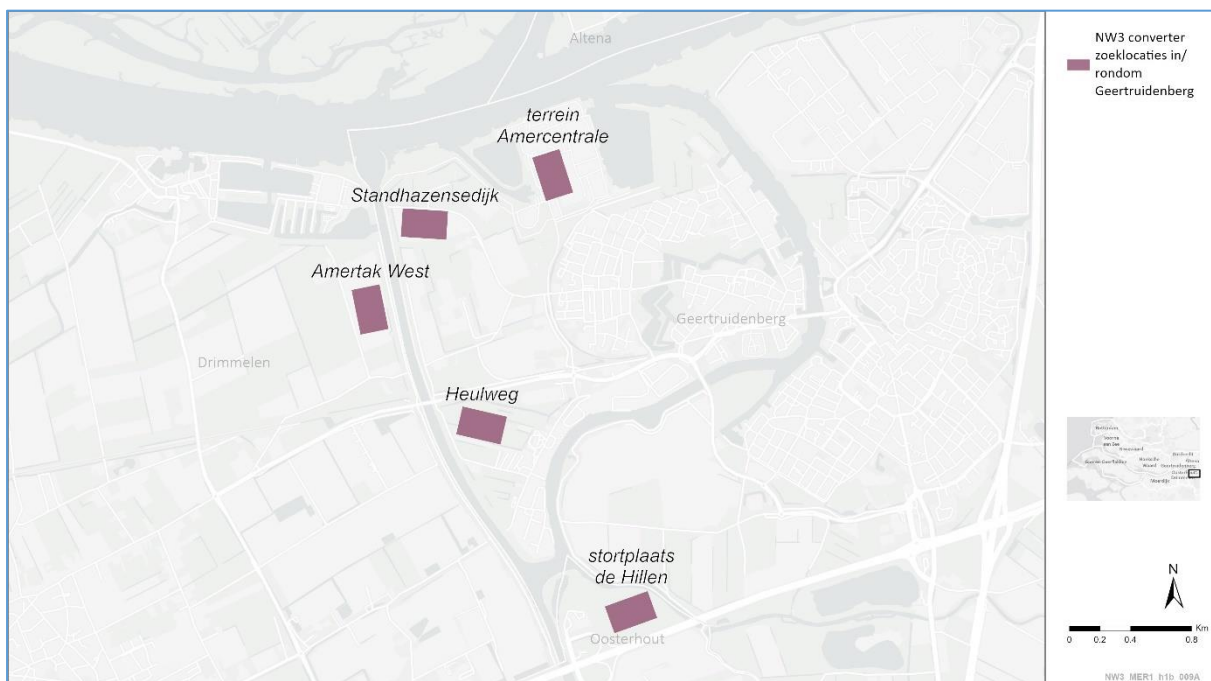 Altena
terrein
Amercentrale
Standhazensedijk
Amertak West
Geertruidenberg
Drimmelen
Heulweg
stortplaats
de Hillen
Oosterhout
NW3 converter
zoeklocaties in/
rondom
Geertruidenberg
N
Km
0 0.2 0.4 0.8
NW3_MER1_h1b_009A